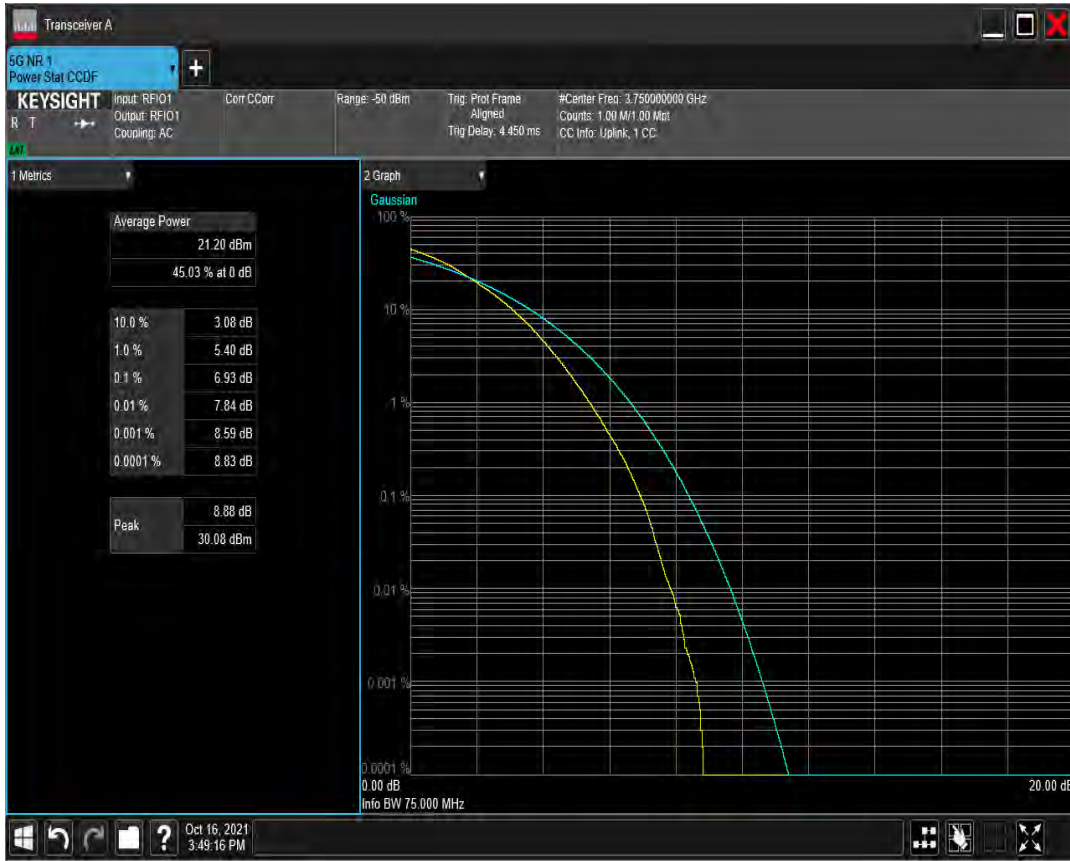 Transceiver A
5G NR 1
Power Stat CCDF
+
KEYSIGHT
R T
LXI
Input: RFIO1
Output: RFIO1
Coupling: AC
Corr CCorr
Range: -50 dBm
Trig: Prot Frame
Aligned
Trig Delay: 4.450 ms
#Center Freq: 3.750000000 GHz
Counts: 1.00 M/1.00 Mpt
CC Info: Uplink, 1 CC
1 Metrics
Average Power
21.20 dBm
45.03 % at 0 dB
10.0 % 3.08 dB
1.0 % 5.40 dB
0.1 % 6.93 dB
0.01 % 7.84 dB
0.001 % 8.59 dB
0.0001 % 8.83 dB
Peak 8.88 dB
30.08 dBm
2 Graph
Gaussian
100 %
10 %
1 %
0.1 %
0.01 %
0.001 %
0.0001 %
0.00 dB 20.00 dB
Info BW 75.000 MHz
? Oct 16, 2021
3:49:16 PM